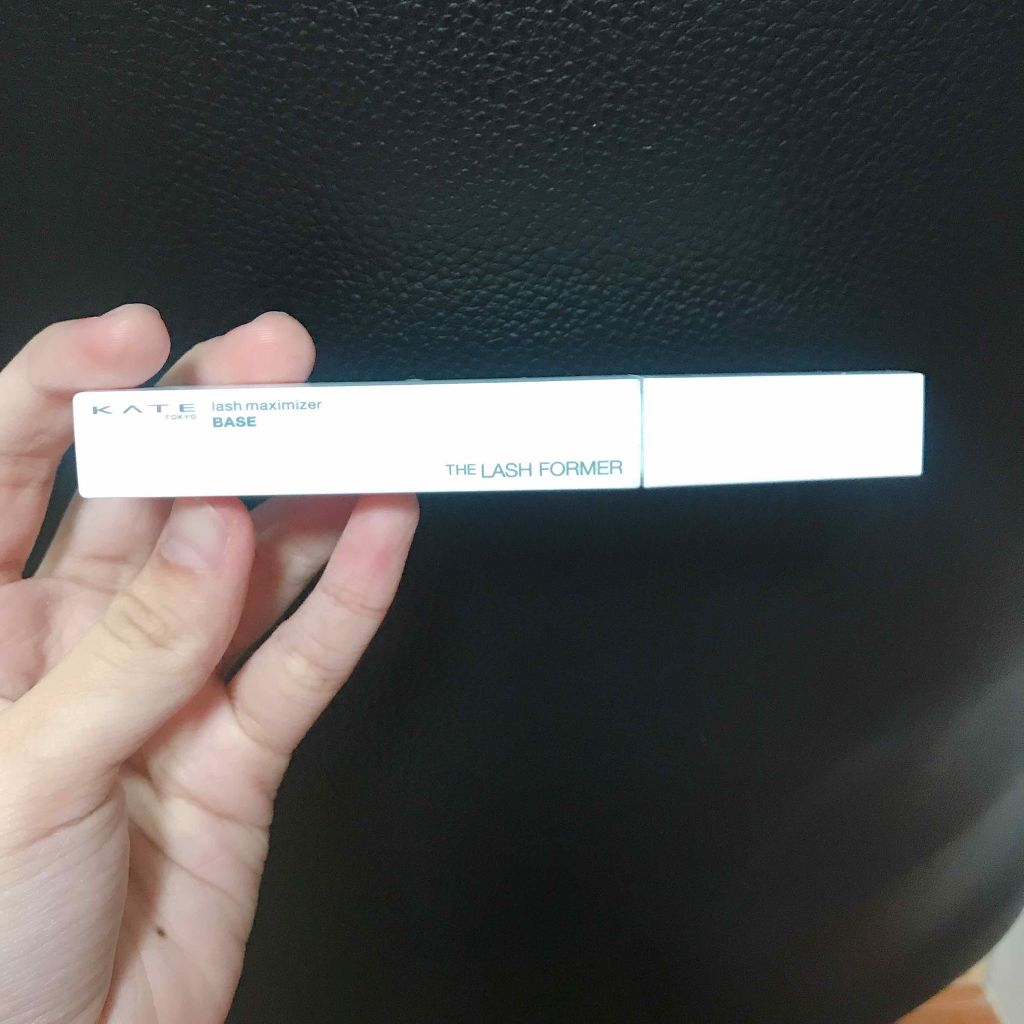 KATE
TOKYO
lash maximizer
BASE
THE LASH FORMER